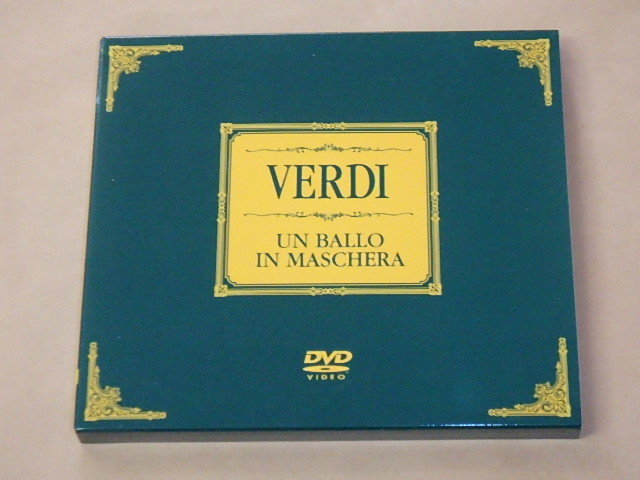 VERDI
UN BALLO
IN MASCHERA
DVD
VIDEO